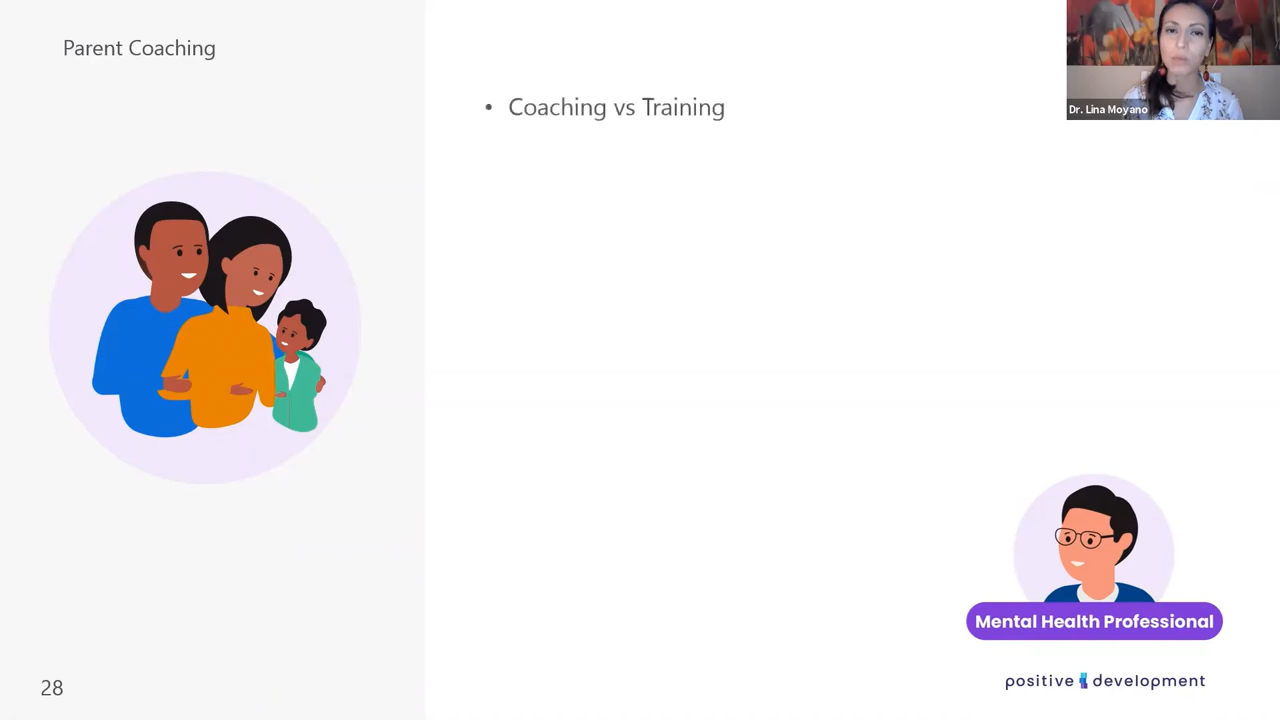 Parent Coaching
• Coaching vs Training
Dr. Lina Moyano
Mental Health Professional
positive development
28